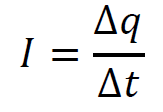 I = Δq / Δt